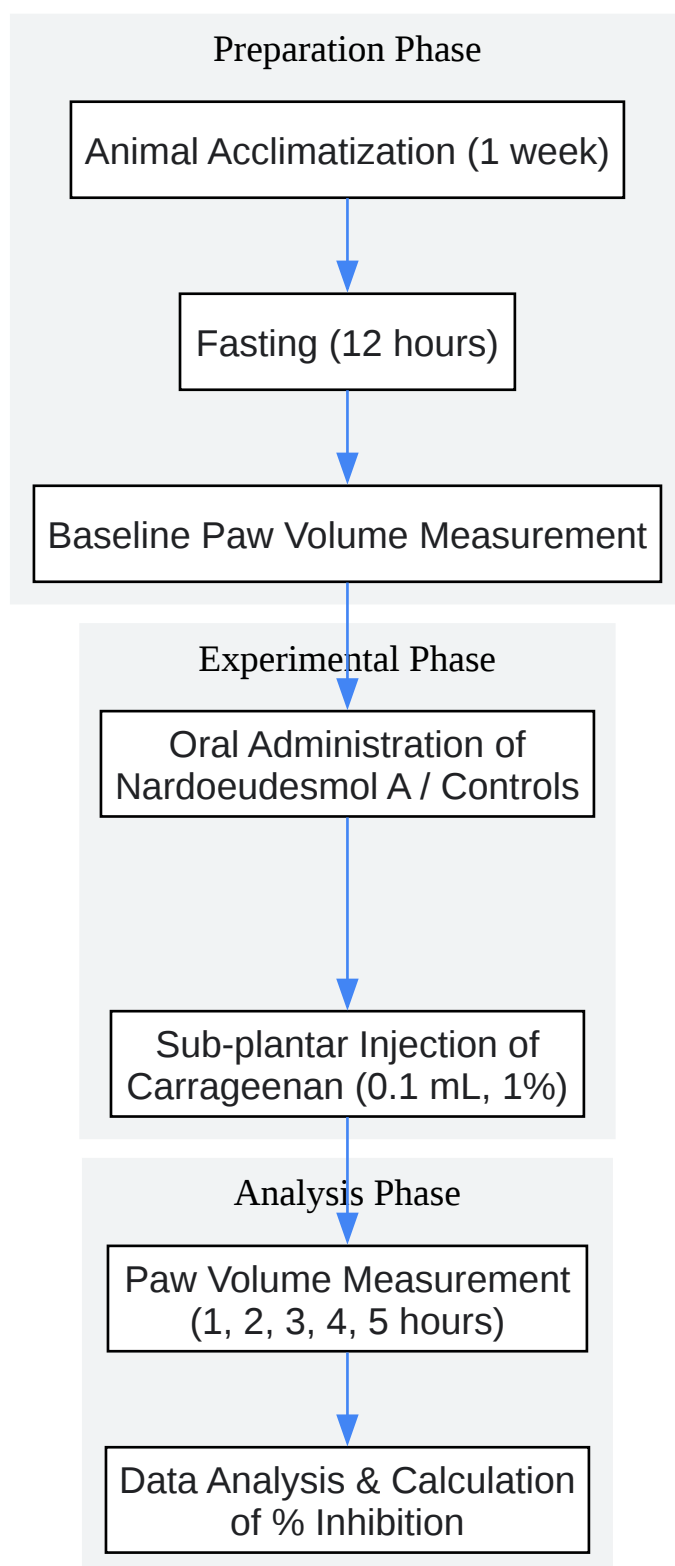 Preparation Phase
Animal Acclimatization (1 week)
Fasting (12 hours)
Baseline Paw Volume Measurement
Experimental Phase
Oral Administration of
Nardoeudesmol A / Controls
Sub-plantar Injection of
Carrageenan (0.1 mL, 1%)
Analysis Phase
Paw Volume Measurement
(1, 2, 3, 4, 5 hours)
Data Analysis & Calculation
of % Inhibition